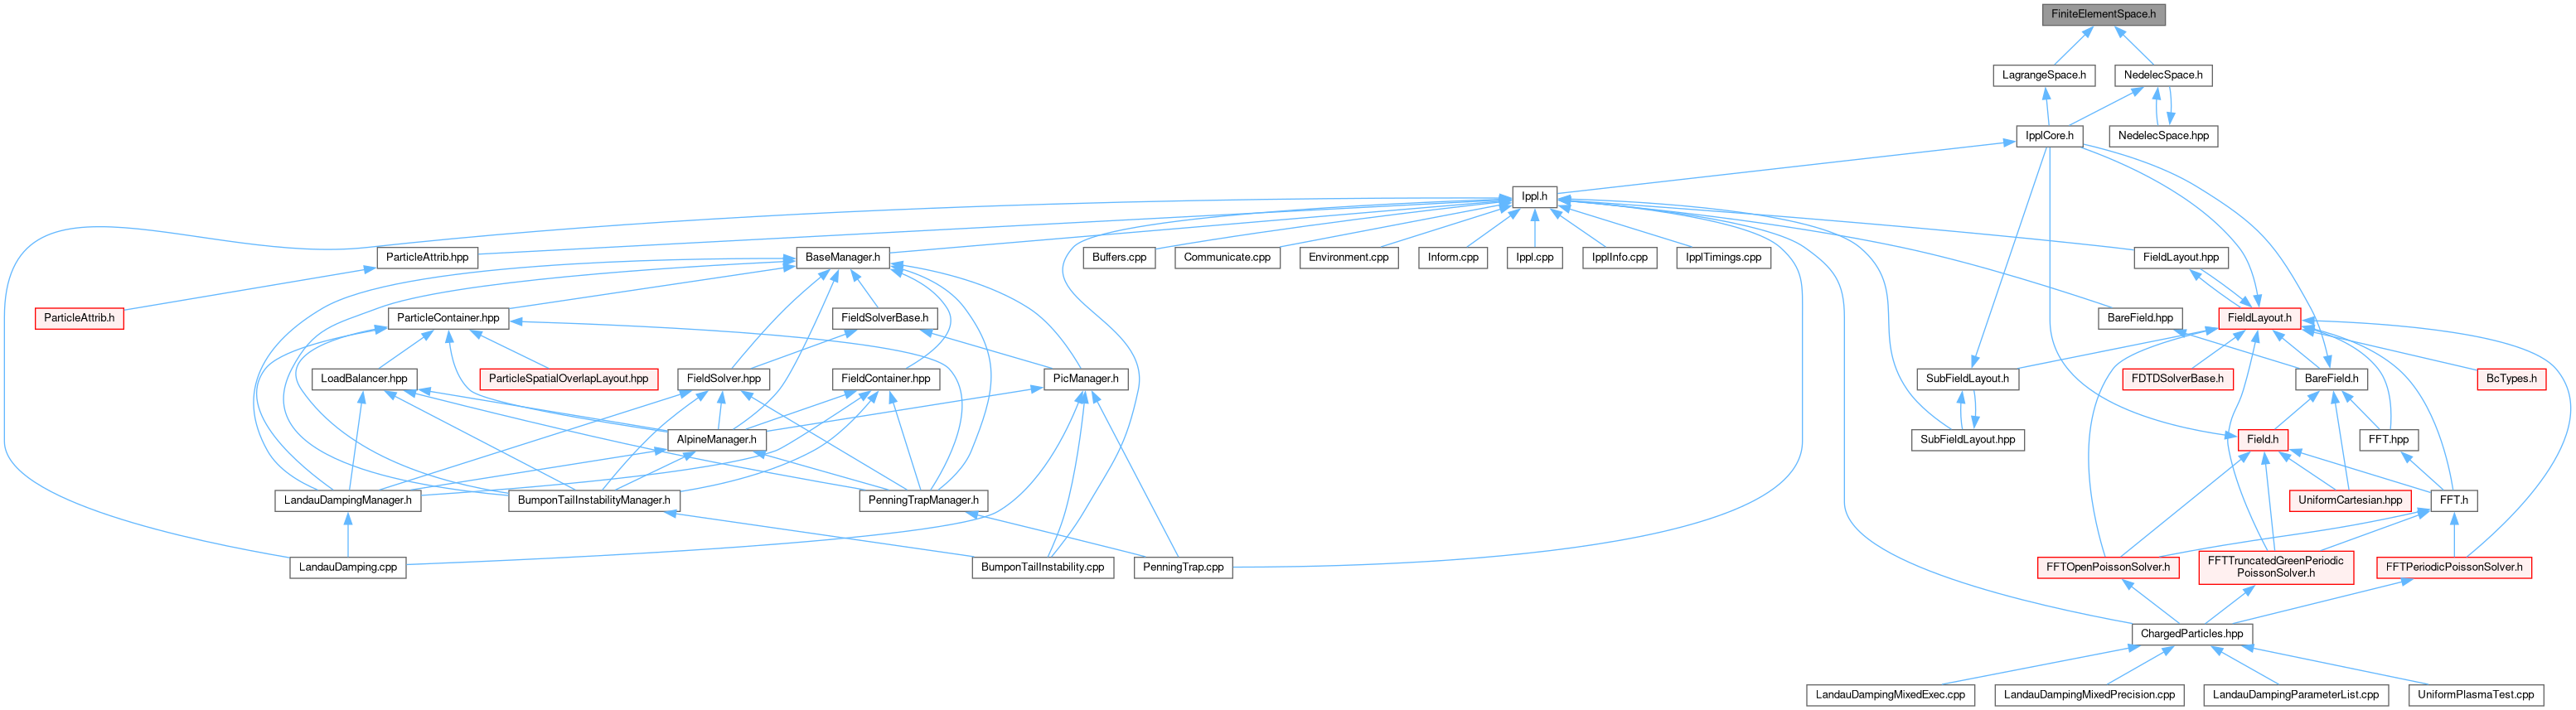 FiniteElementSpace.h
LagrangeSpace.h
NedelecSpace.h
IpplCore.h
NedelecSpace.hpp
Ippl.h
ParticleAttrib.hpp
BaseManager.h
Buffers.cpp
Communicate.cpp
Environment.cpp
Inform.cpp
Ippl.cpp
IpplInfo.cpp
IpplTimings.cpp
FieldLayout.hpp
ParticleAttrib.h
ParticleContainer.hpp
FieldSolverBase.h
BareField.hpp
FieldLayout.h
LoadBalancer.hpp
ParticleSpatialOverlapLayout.hpp
FieldSolver.hpp
FieldContainer.hpp
PicManager.h
SubFieldLayout.h
FDTDSolverBase.h
BareField.h
BcTypes.h
AlpineManager.h
SubFieldLayout.hpp
Field.h
FFT.hpp
LandauDampingManager.h
BumponTailInstabilityManager.h
PenningTrapManager.h
UniformCartesian.hpp
FFT.h
LandauDamping.cpp
BumponTailInstability.cpp
PenningTrap.cpp
FFTOpenPoissonSolver.h
FFTTruncatedGreenPeriodic
PoissonSolver.h
FFTPeriodicPoissonSolver.h
ChargedParticles.hpp
LandauDampingMixedExec.cpp
LandauDampingMixedPrecision.cpp
LandauDampingParameterList.cpp
UniformPlasmaTest.cpp